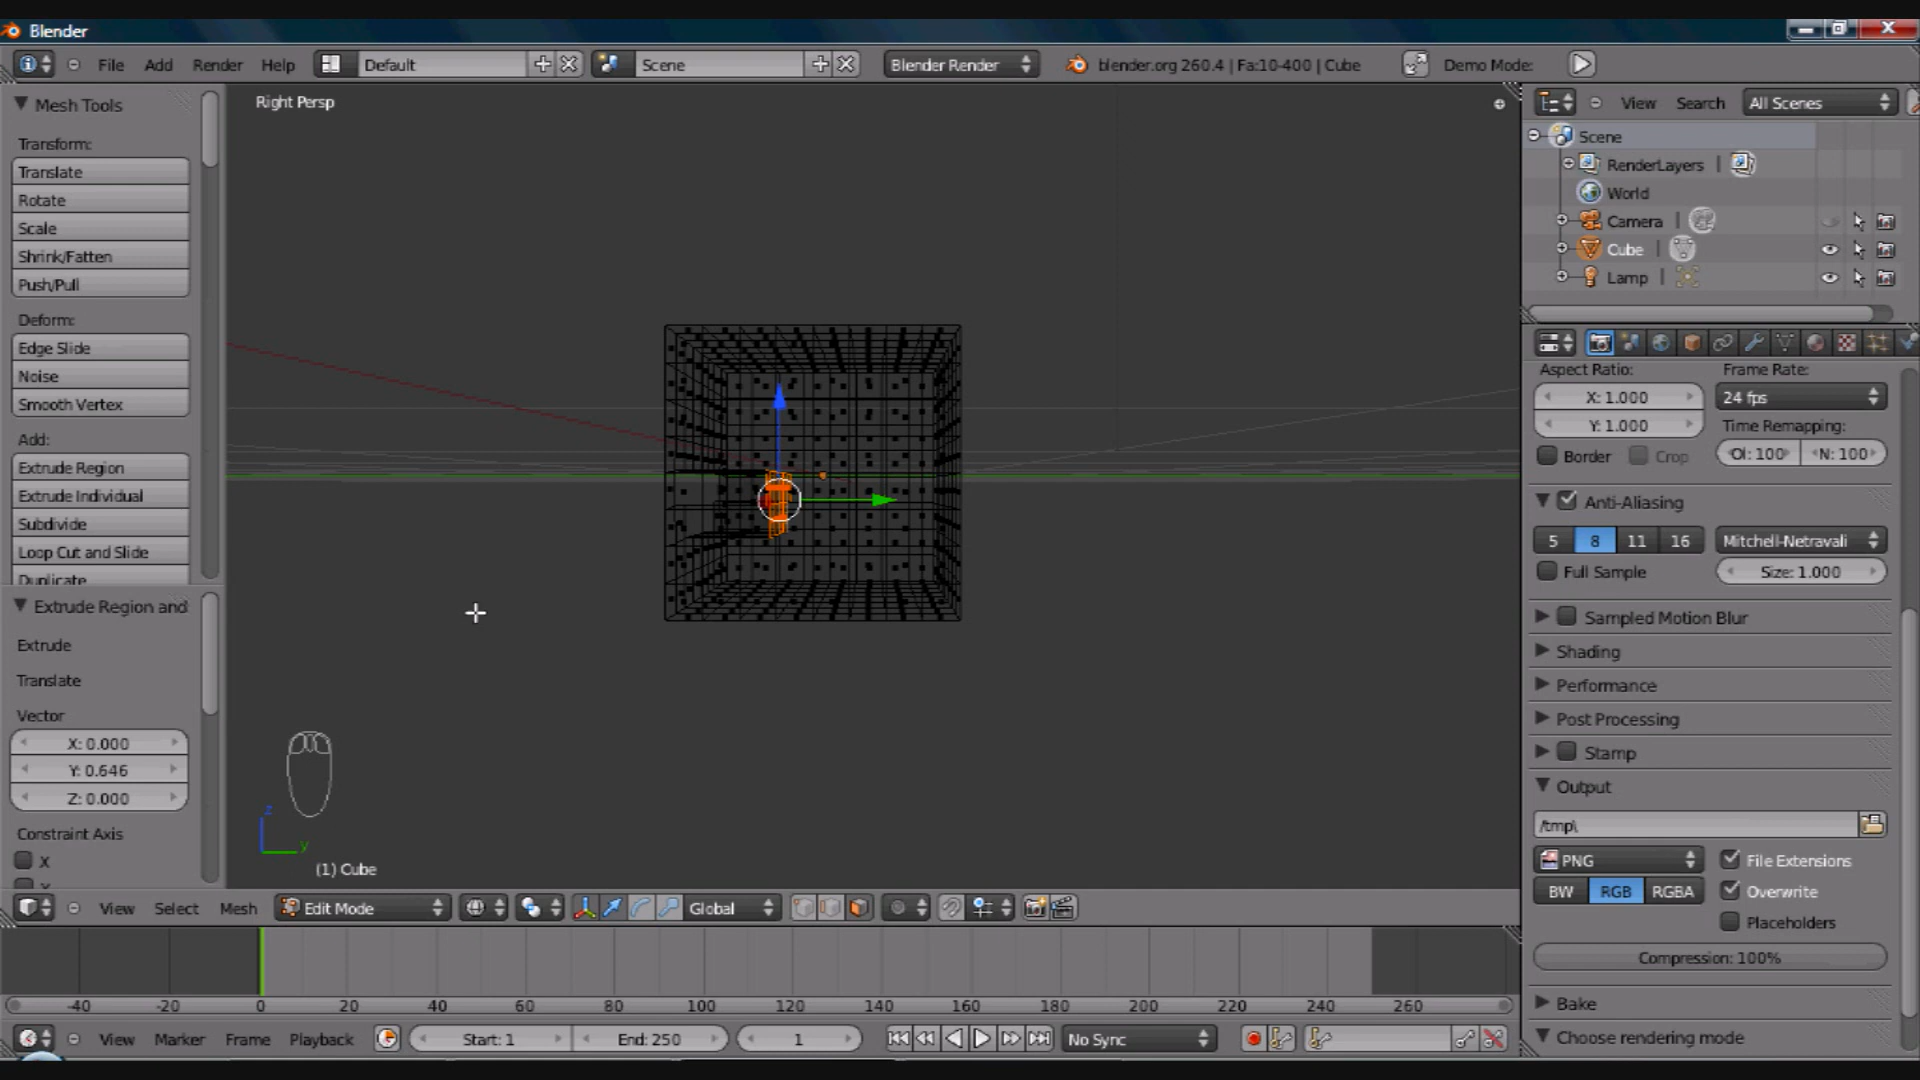 Blender
File Add Render Help Default Scene Blender Render blender.org 260.4 | Fa:10-400 | Cube Demo Mode:
Mesh Tools
Transform:
Translate
Rotate
Scale
Shrink/Fatten
Push/Pull
Deform:
Edge Slide
Noise
Smooth Vertex
Add:
Extrude Region
Extrude Individual
Subdivide
Loop Cut and Slide
Duplicate
Extrude Region and
Extrude
Translate
Vector
X: 0.000
Y: 0.646
Z: 0.000
Constraint Axis
X
Y
Right Persp
z
y
(1) Cube
View Select Mesh Edit Mode Global
-40 -20 0 20 40 60 80 100 120 140 160 180 200 220 240 260
View Marker Frame Playback Start: 1 End: 250 1 No Sync
View Search All Scenes
Scene
RenderLayers |
World
Camera |
Cube |
Lamp |
Aspect Ratio: Frame Rate:
X: 1.000 24 fps
Y: 1.000 Time Remapping:
Border Crop Ol: 100 N: 100
Anti-Aliasing
5 8 11 16 Mitchell-Netravali
Full Sample Size: 1.000
Sampled Motion Blur
Shading
Performance
Post Processing
Stamp
Output
/tmp\
PNG File Extensions
BW RGB RGBA Overwrite
Placeholders
Compression: 100%
Bake
Choose rendering mode